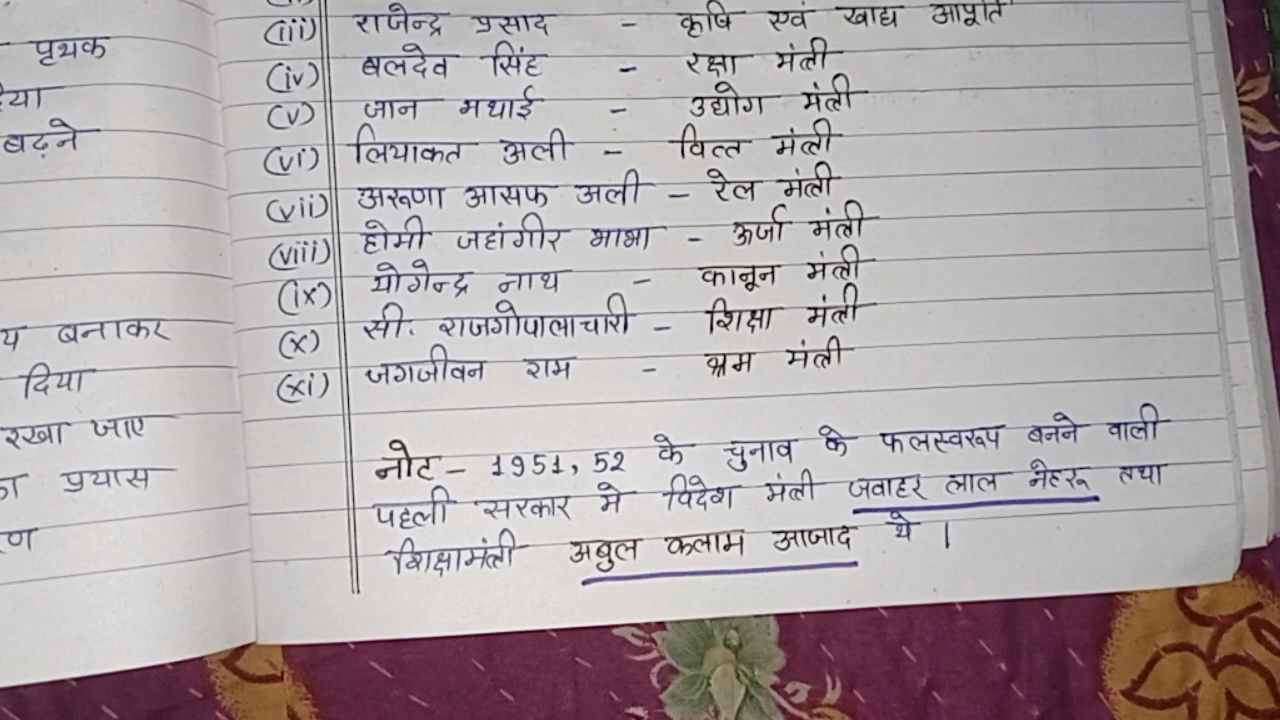 पृथक
बढ़ने
य बनाकर
दिया
रखा जाए
प्रयास
(iii) राजेन्द्र प्रसाद - कृषि एवं खाद्य आपूर्ति
(iv) बलदेव सिंह - रक्षा मंत्री
(v) जान मथाई - उद्योग मंत्री
(vi) लियाकत अली - वित्त मंत्री
(vii) अरूणा आसफ अली - रेल मंत्री
(viii) होमी जहांगीर भाभा - ऊर्जा मंत्री
(ix) योगेन्द्र नाथ - कानून मंत्री
(x) सी. राजगोपालाचारी - शिक्षा मंत्री
(xi) जगजीवन राम - श्रम मंत्री
नोट - 1951, 52 के चुनाव के फलस्वरूप बनने वाली
पहली सरकार मे विदेश मंत्री जवाहर लाल नेहरू तथा
शिक्षामंत्री अबुल कलाम आजाद थे ।